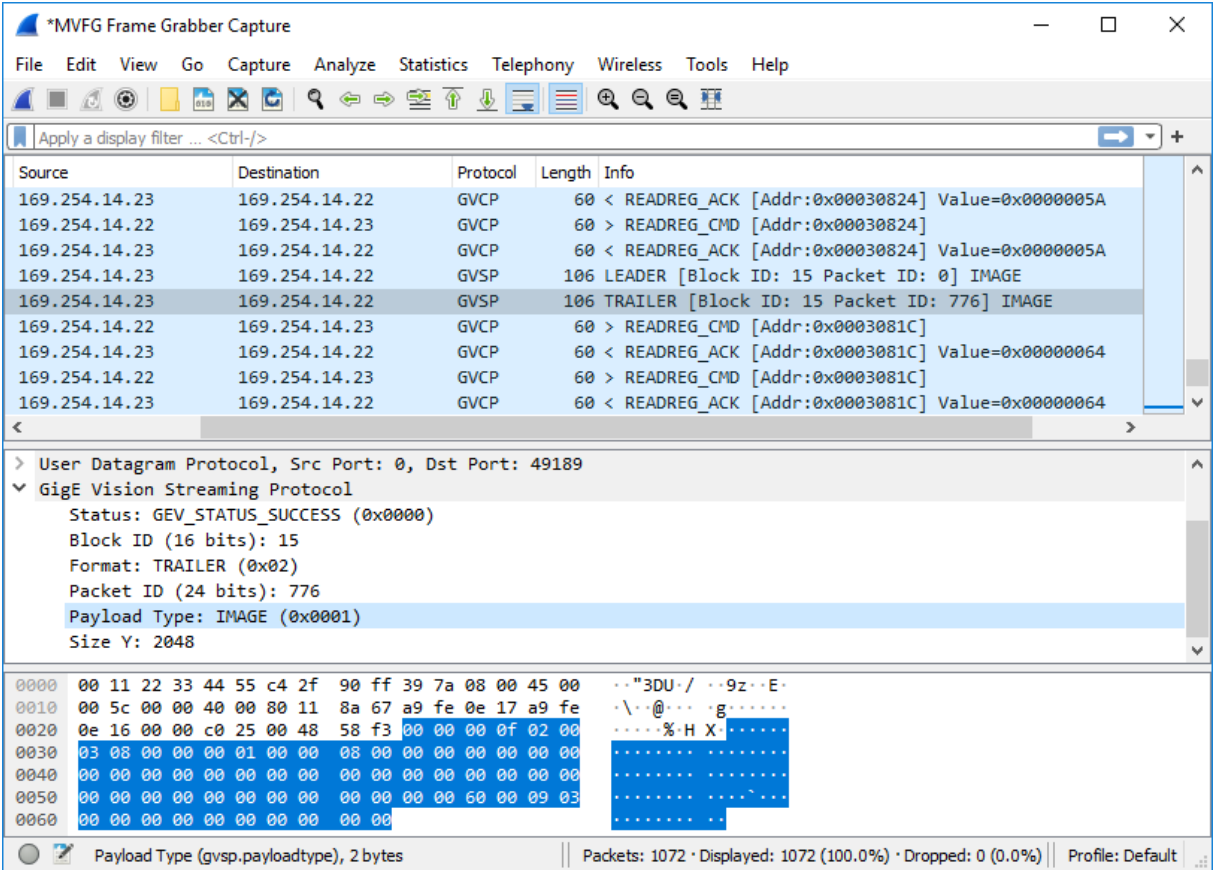 *MVFG Frame Grabber Capture
File Edit View Go Capture Analyze Statistics Telephony Wireless Tools Help
Apply a display filter ... <Ctrl-/>
Source Destination Protocol Length Info
169.254.14.23 169.254.14.22 GVCP 60 < READREG_ACK [Addr:0x00030824] Value=0x0000005A
169.254.14.22 169.254.14.23 GVCP 60 > READREG_CMD [Addr:0x00030824]
169.254.14.23 169.254.14.22 GVCP 60 < READREG_ACK [Addr:0x00030824] Value=0x0000005A
169.254.14.23 169.254.14.22 GVSP 106 LEADER [Block ID: 15 Packet ID: 0] IMAGE
169.254.14.23 169.254.14.22 GVSP 106 TRAILER [Block ID: 15 Packet ID: 776] IMAGE
169.254.14.22 169.254.14.23 GVCP 60 > READREG_CMD [Addr:0x0003081C]
169.254.14.23 169.254.14.22 GVCP 60 < READREG_ACK [Addr:0x0003081C] Value=0x00000064
169.254.14.22 169.254.14.23 GVCP 60 > READREG_CMD [Addr:0x0003081C]
169.254.14.23 169.254.14.22 GVCP 60 < READREG_ACK [Addr:0x0003081C] Value=0x00000064
User Datagram Protocol, Src Port: 0, Dst Port: 49189
GigE Vision Streaming Protocol
Status: GEV_STATUS_SUCCESS (0x0000)
Block ID (16 bits): 15
Format: TRAILER (0x02)
Packet ID (24 bits): 776
Payload Type: IMAGE (0x0001)
Size Y: 2048
0000 00 11 22 33 44 55 c4 2f 90 ff 39 7a 08 00 45 00 ··"3DU·/ ··9z··E·
0010 00 5c 00 00 40 00 80 11 8a 67 a9 fe 0e 17 a9 fe ·\··@··· ·g······
0020 0e 16 00 00 c0 25 00 48 58 f3 00 00 00 0f 02 00 ·····%·H X·······
0030 03 08 00 00 00 01 00 00 08 00 00 00 00 00 00 00 ········ ········
0040 00 00 00 00 00 00 00 00 00 00 00 00 00 00 00 00 ········ ········
0050 00 00 00 00 00 00 00 00 00 00 00 00 60 00 09 03 ········ ····`···
0060 00 00 00 00 00 00 00 00 00 00 ········ ··
Payload Type (gvsp.payloadtype), 2 bytes Packets: 1072 · Displayed: 1072 (100.0%) · Dropped: 0 (0.0%) Profile: Default